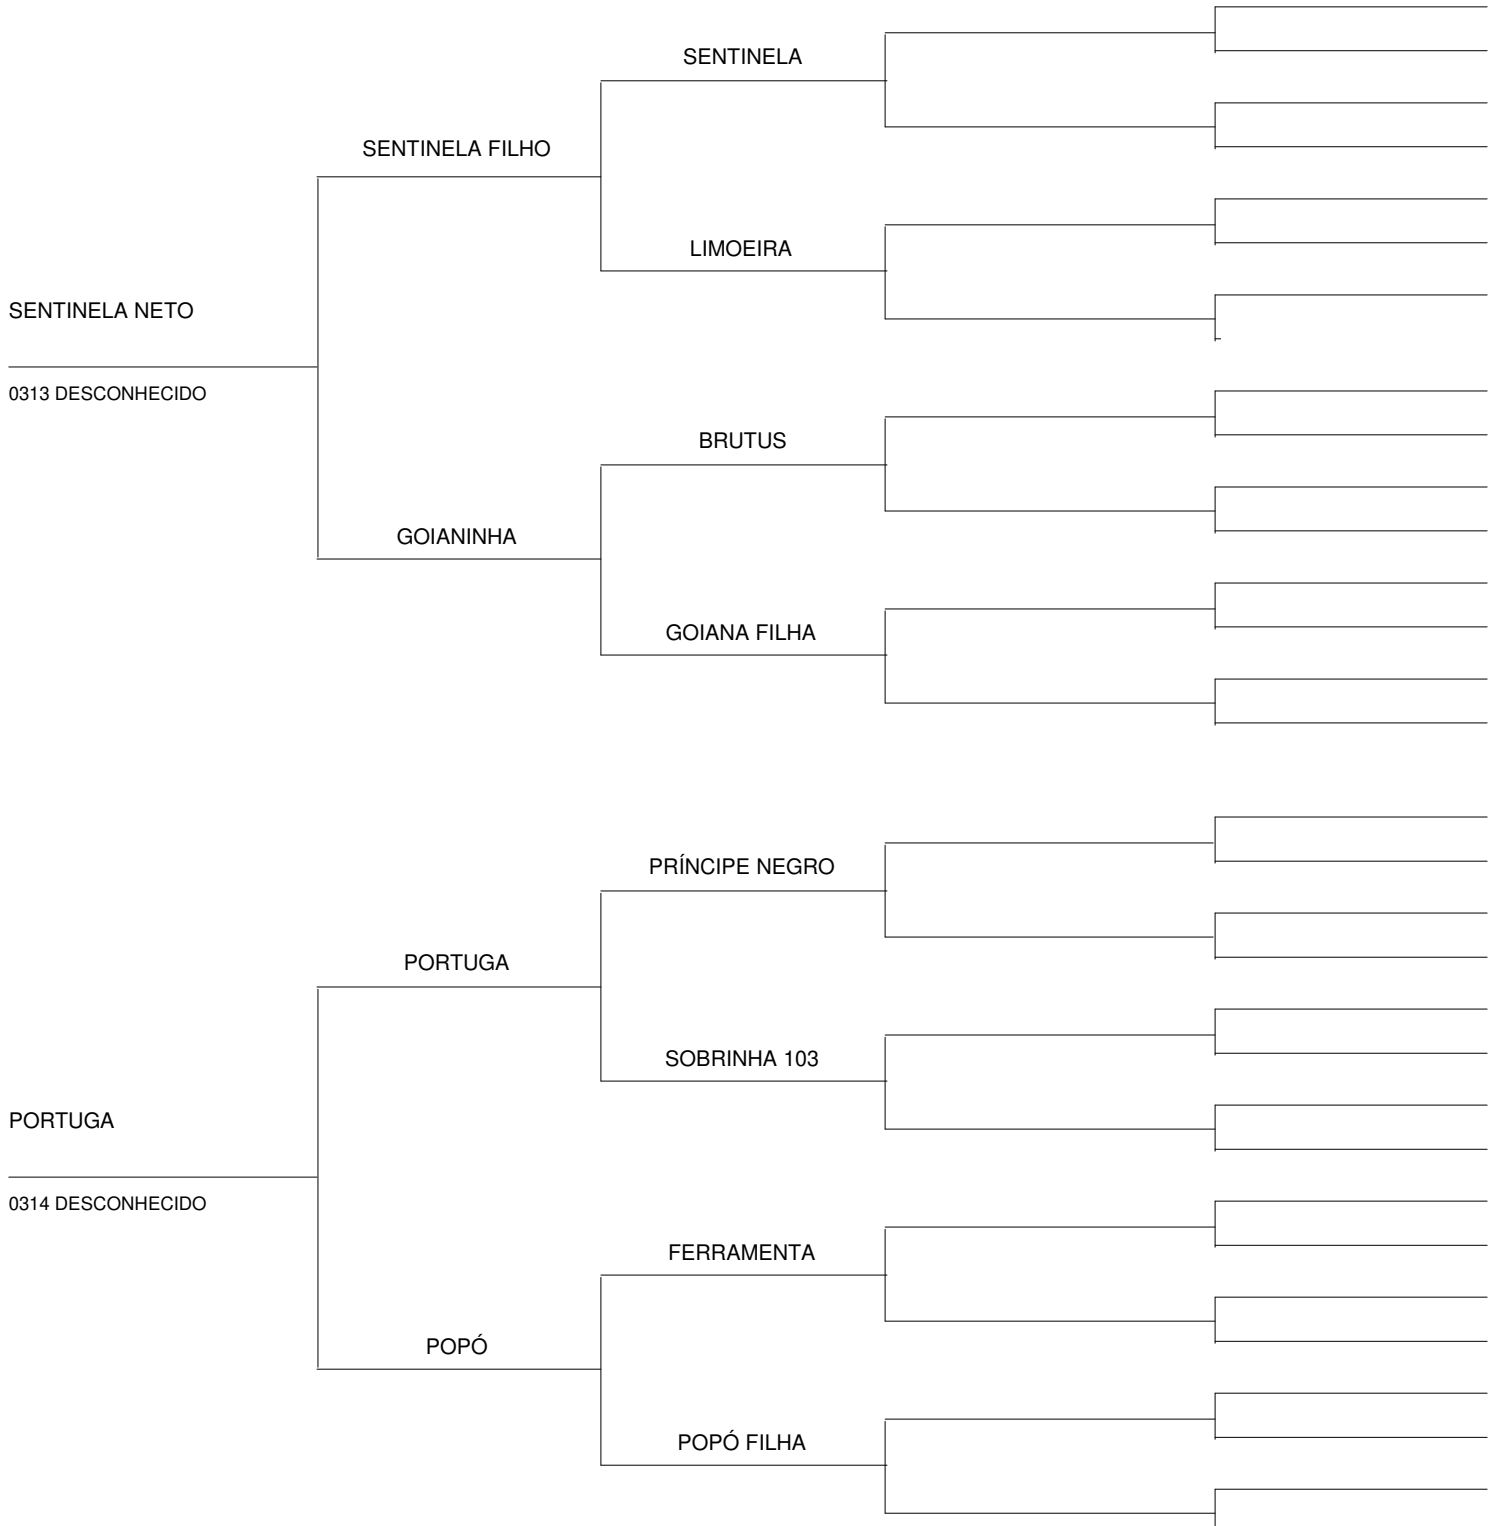 SENTINELA
SENTINELA FILHO
LIMOEIRA
SENTINELA NETO
0313 DESCONHECIDO
BRUTUS
GOIANINHA
GOIANA FILHA
PRÍNCIPE NEGRO
PORTUGA
SOBRINHA 103
PORTUGA
0314 DESCONHECIDO
FERRAMENTA
POPÓ
POPÓ FILHA